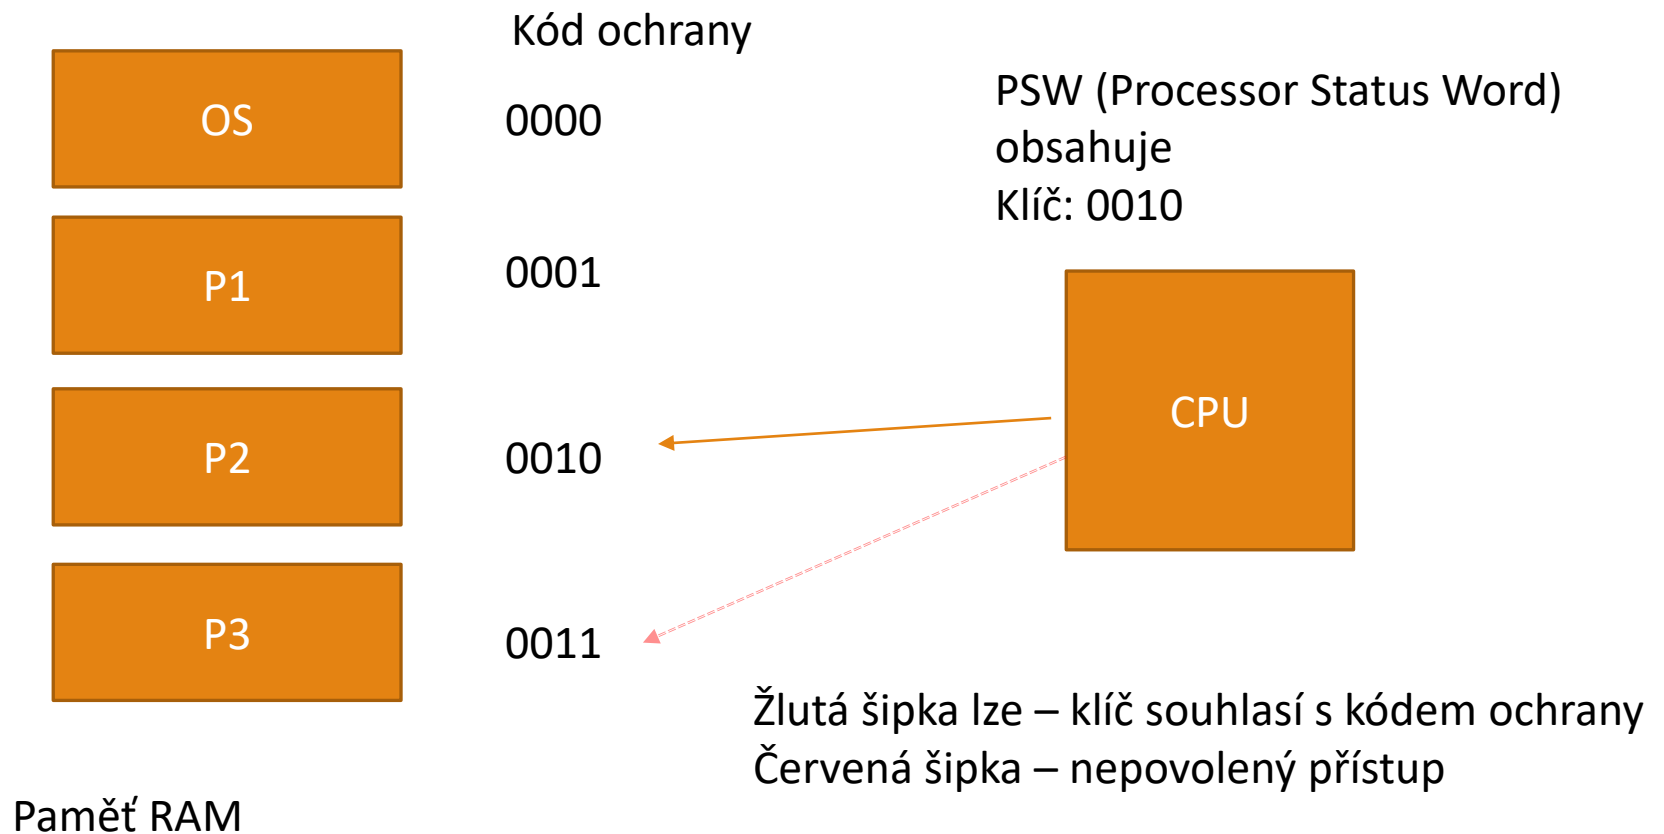 Kód ochrany
OS
0000
PSW (Processor Status Word)
obsahuje
Klíč: 0010
P1
0001
CPU
P2
0010
P3
0011
Žlutá šipka lze – klíč souhlasí s kódem ochrany
Červená šipka – nepovolený přístup
Paměť RAM